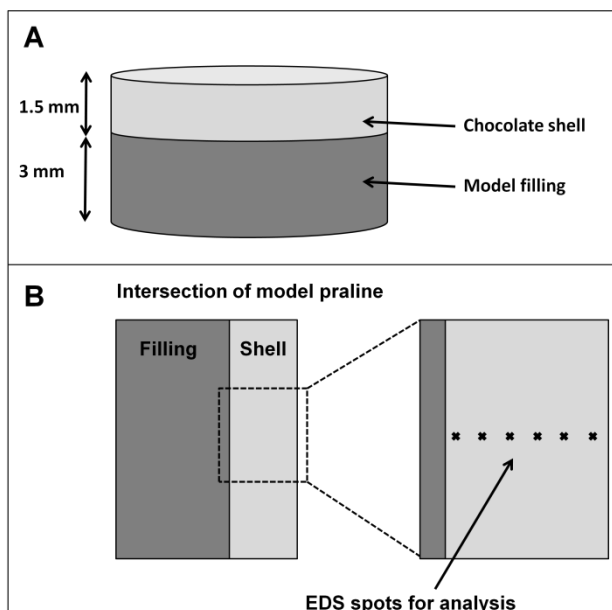 A
1.5 mm
Chocolate shell
3 mm
Model filling
B
Intersection of model praline
Filling
Shell
EDS spots for analysis